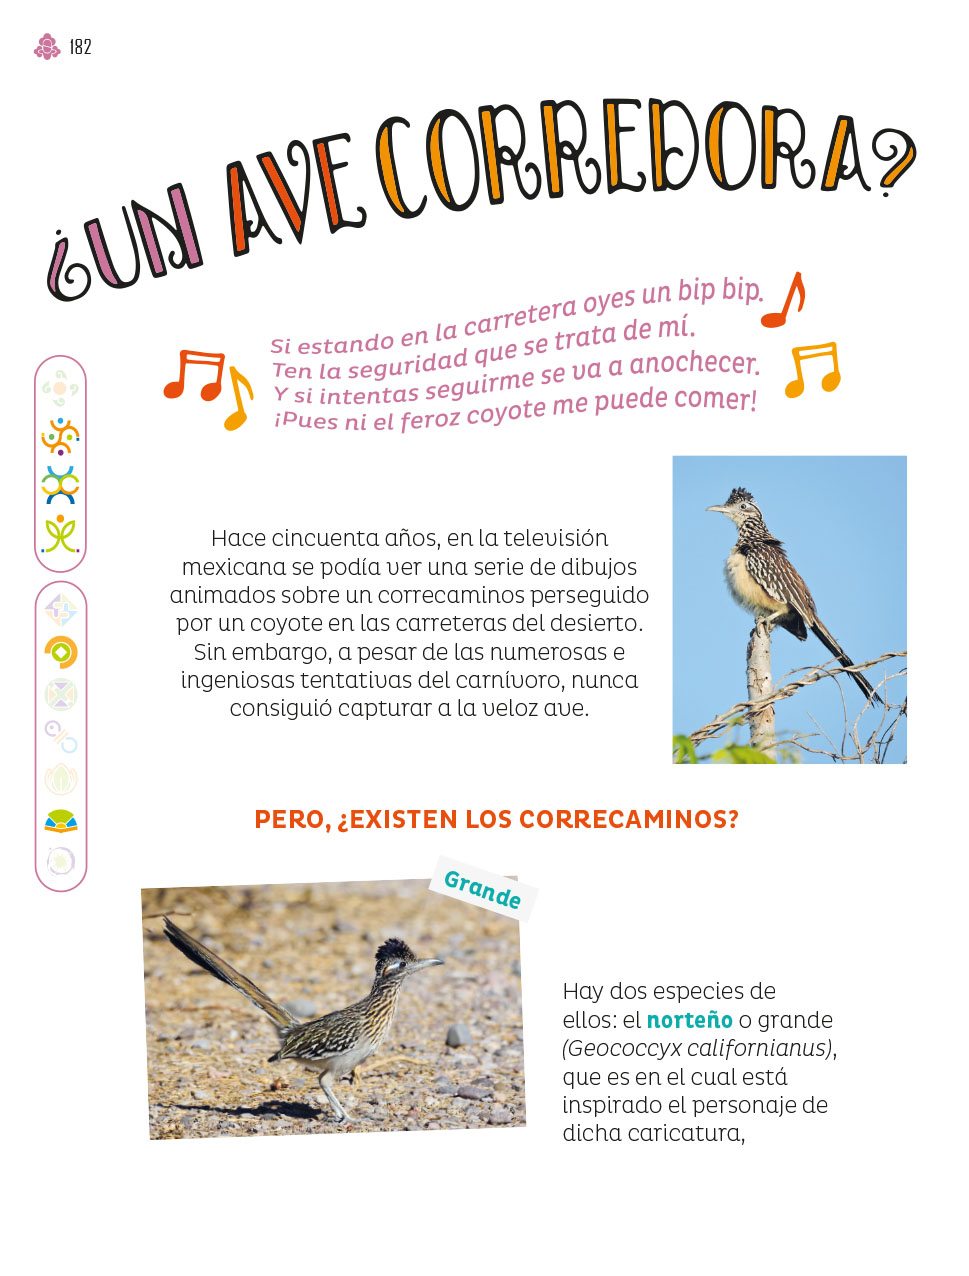 182
¿UN AVE CORREDORA?
Si estando en la carretera oyes un bip bip.
Ten la seguridad que se trata de mí.
Y si intentas seguirme se va a anochecer.
¡Pues ni el feroz coyote me puede comer!
Hace cincuenta años, en la televisión
mexicana se podía ver una serie de dibujos
animados sobre un correcaminos perseguido
por un coyote en las carreteras del desierto.
Sin embargo, a pesar de las numerosas e
ingeniosas tentativas del carnívoro, nunca
consiguió capturar a la veloz ave.
PERO, ¿EXISTEN LOS CORRECAMINOS?
Grande
Hay dos especies de
ellos: el norteño o grande
(Geococcyx californianus),
que es en el cual está
inspirado el personaje de
dicha caricatura,